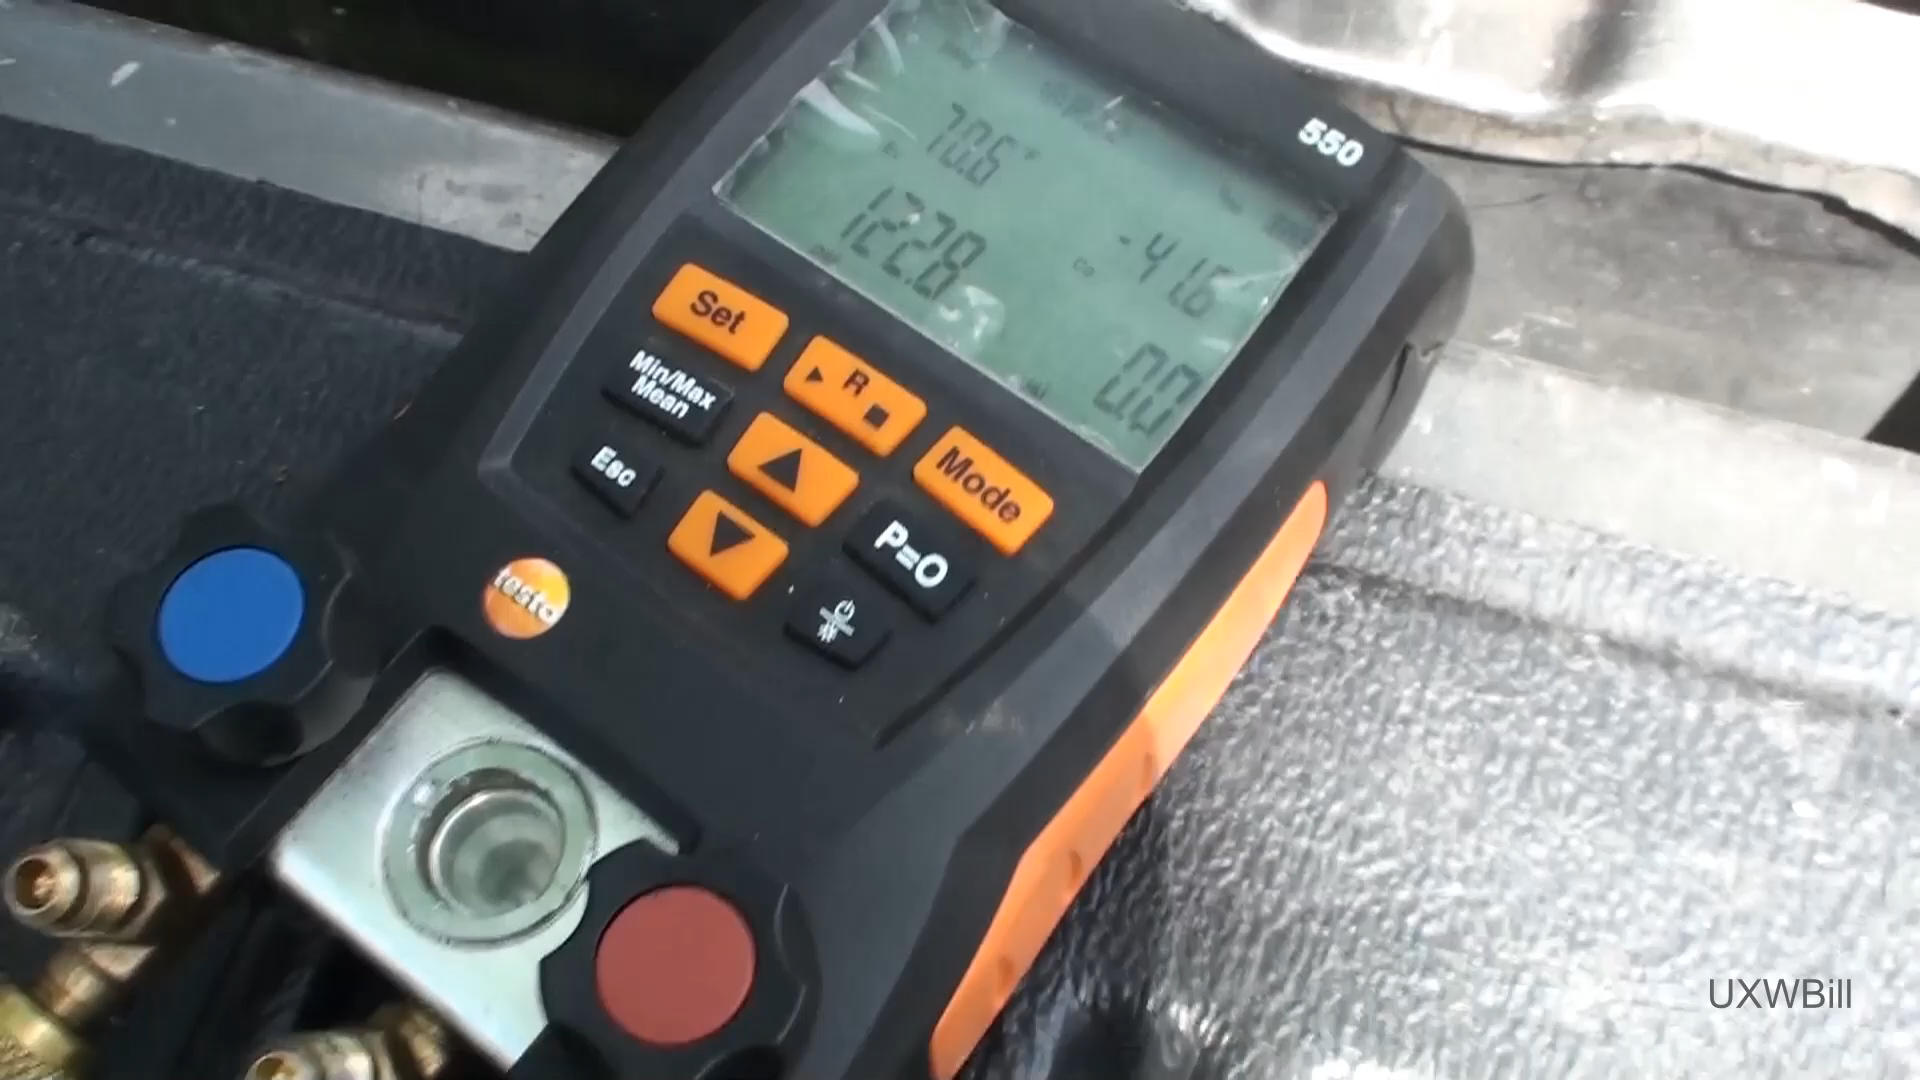 550
70.6
-41.6
122.8
0.0
Set
R
Mode
Min/Max
Mean
Esc
P=0
testo
UXWBill